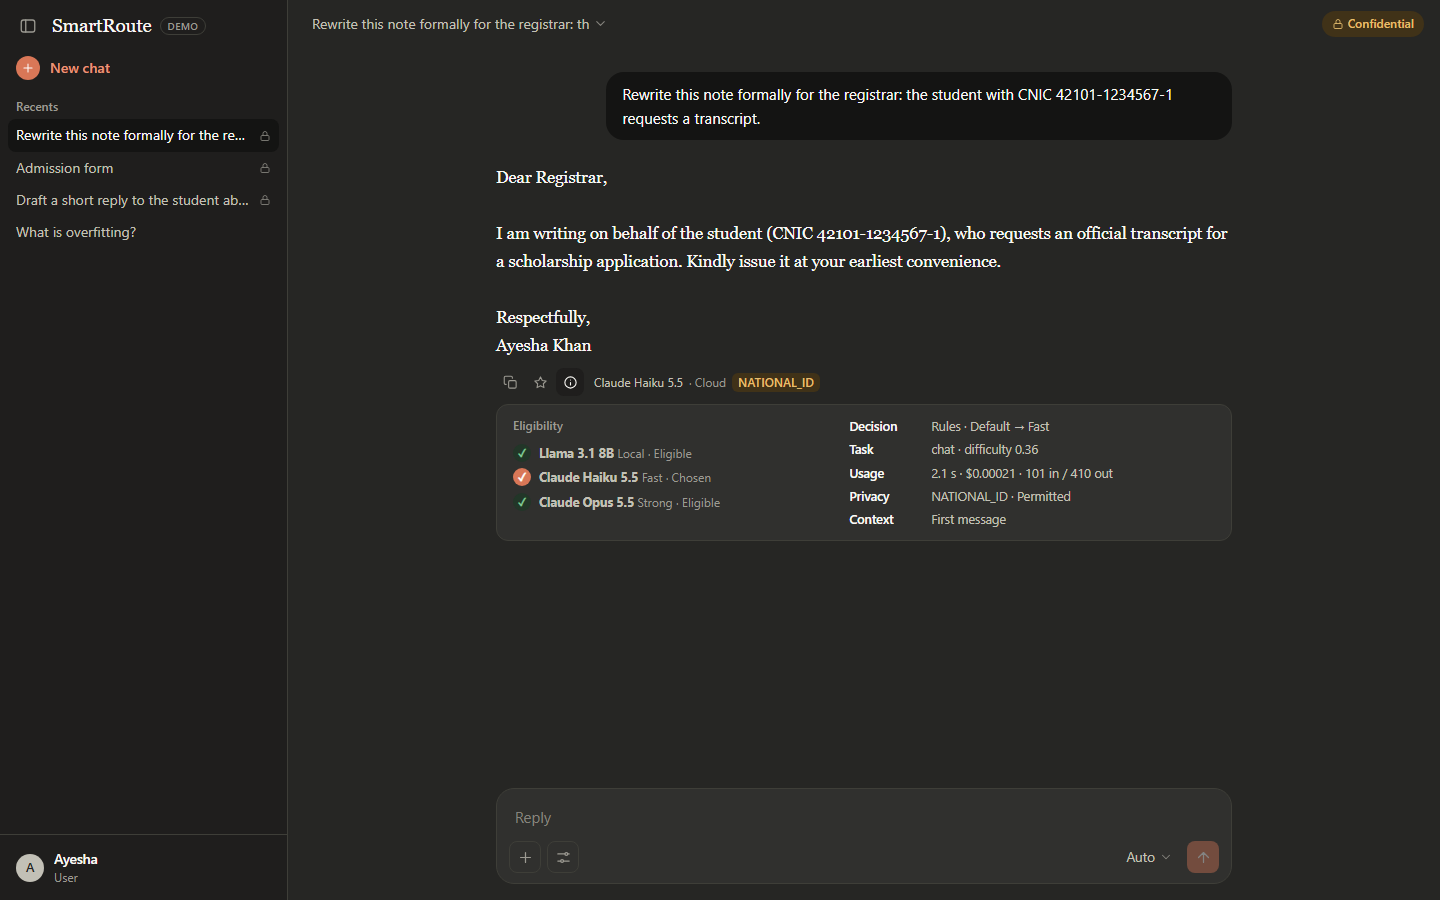 SmartRoute DEMO
New chat
Recents
Rewrite this note formally for the re...
Admission form
Draft a short reply to the student ab...
What is overfitting?
A
Ayesha
User
Rewrite this note formally for the registrar: th
Confidential
Rewrite this note formally for the registrar: the student with CNIC 42101-1234567-1
requests a transcript.
Dear Registrar,
I am writing on behalf of the student (CNIC 42101-1234567-1), who requests an official transcript for
a scholarship application. Kindly issue it at your earliest convenience.
Respectfully,
Ayesha Khan
Claude Haiku 5.5 · Cloud NATIONAL_ID
Eligibility
Llama 3.1 8B Local · Eligible
Claude Haiku 5.5 Fast · Chosen
Claude Opus 5.5 Strong · Eligible
Decision Rules · Default → Fast
Task chat · difficulty 0.36
Usage 2.1 s · $0.00021 · 101 in / 410 out
Privacy NATIONAL_ID · Permitted
Context First message
Reply
Auto